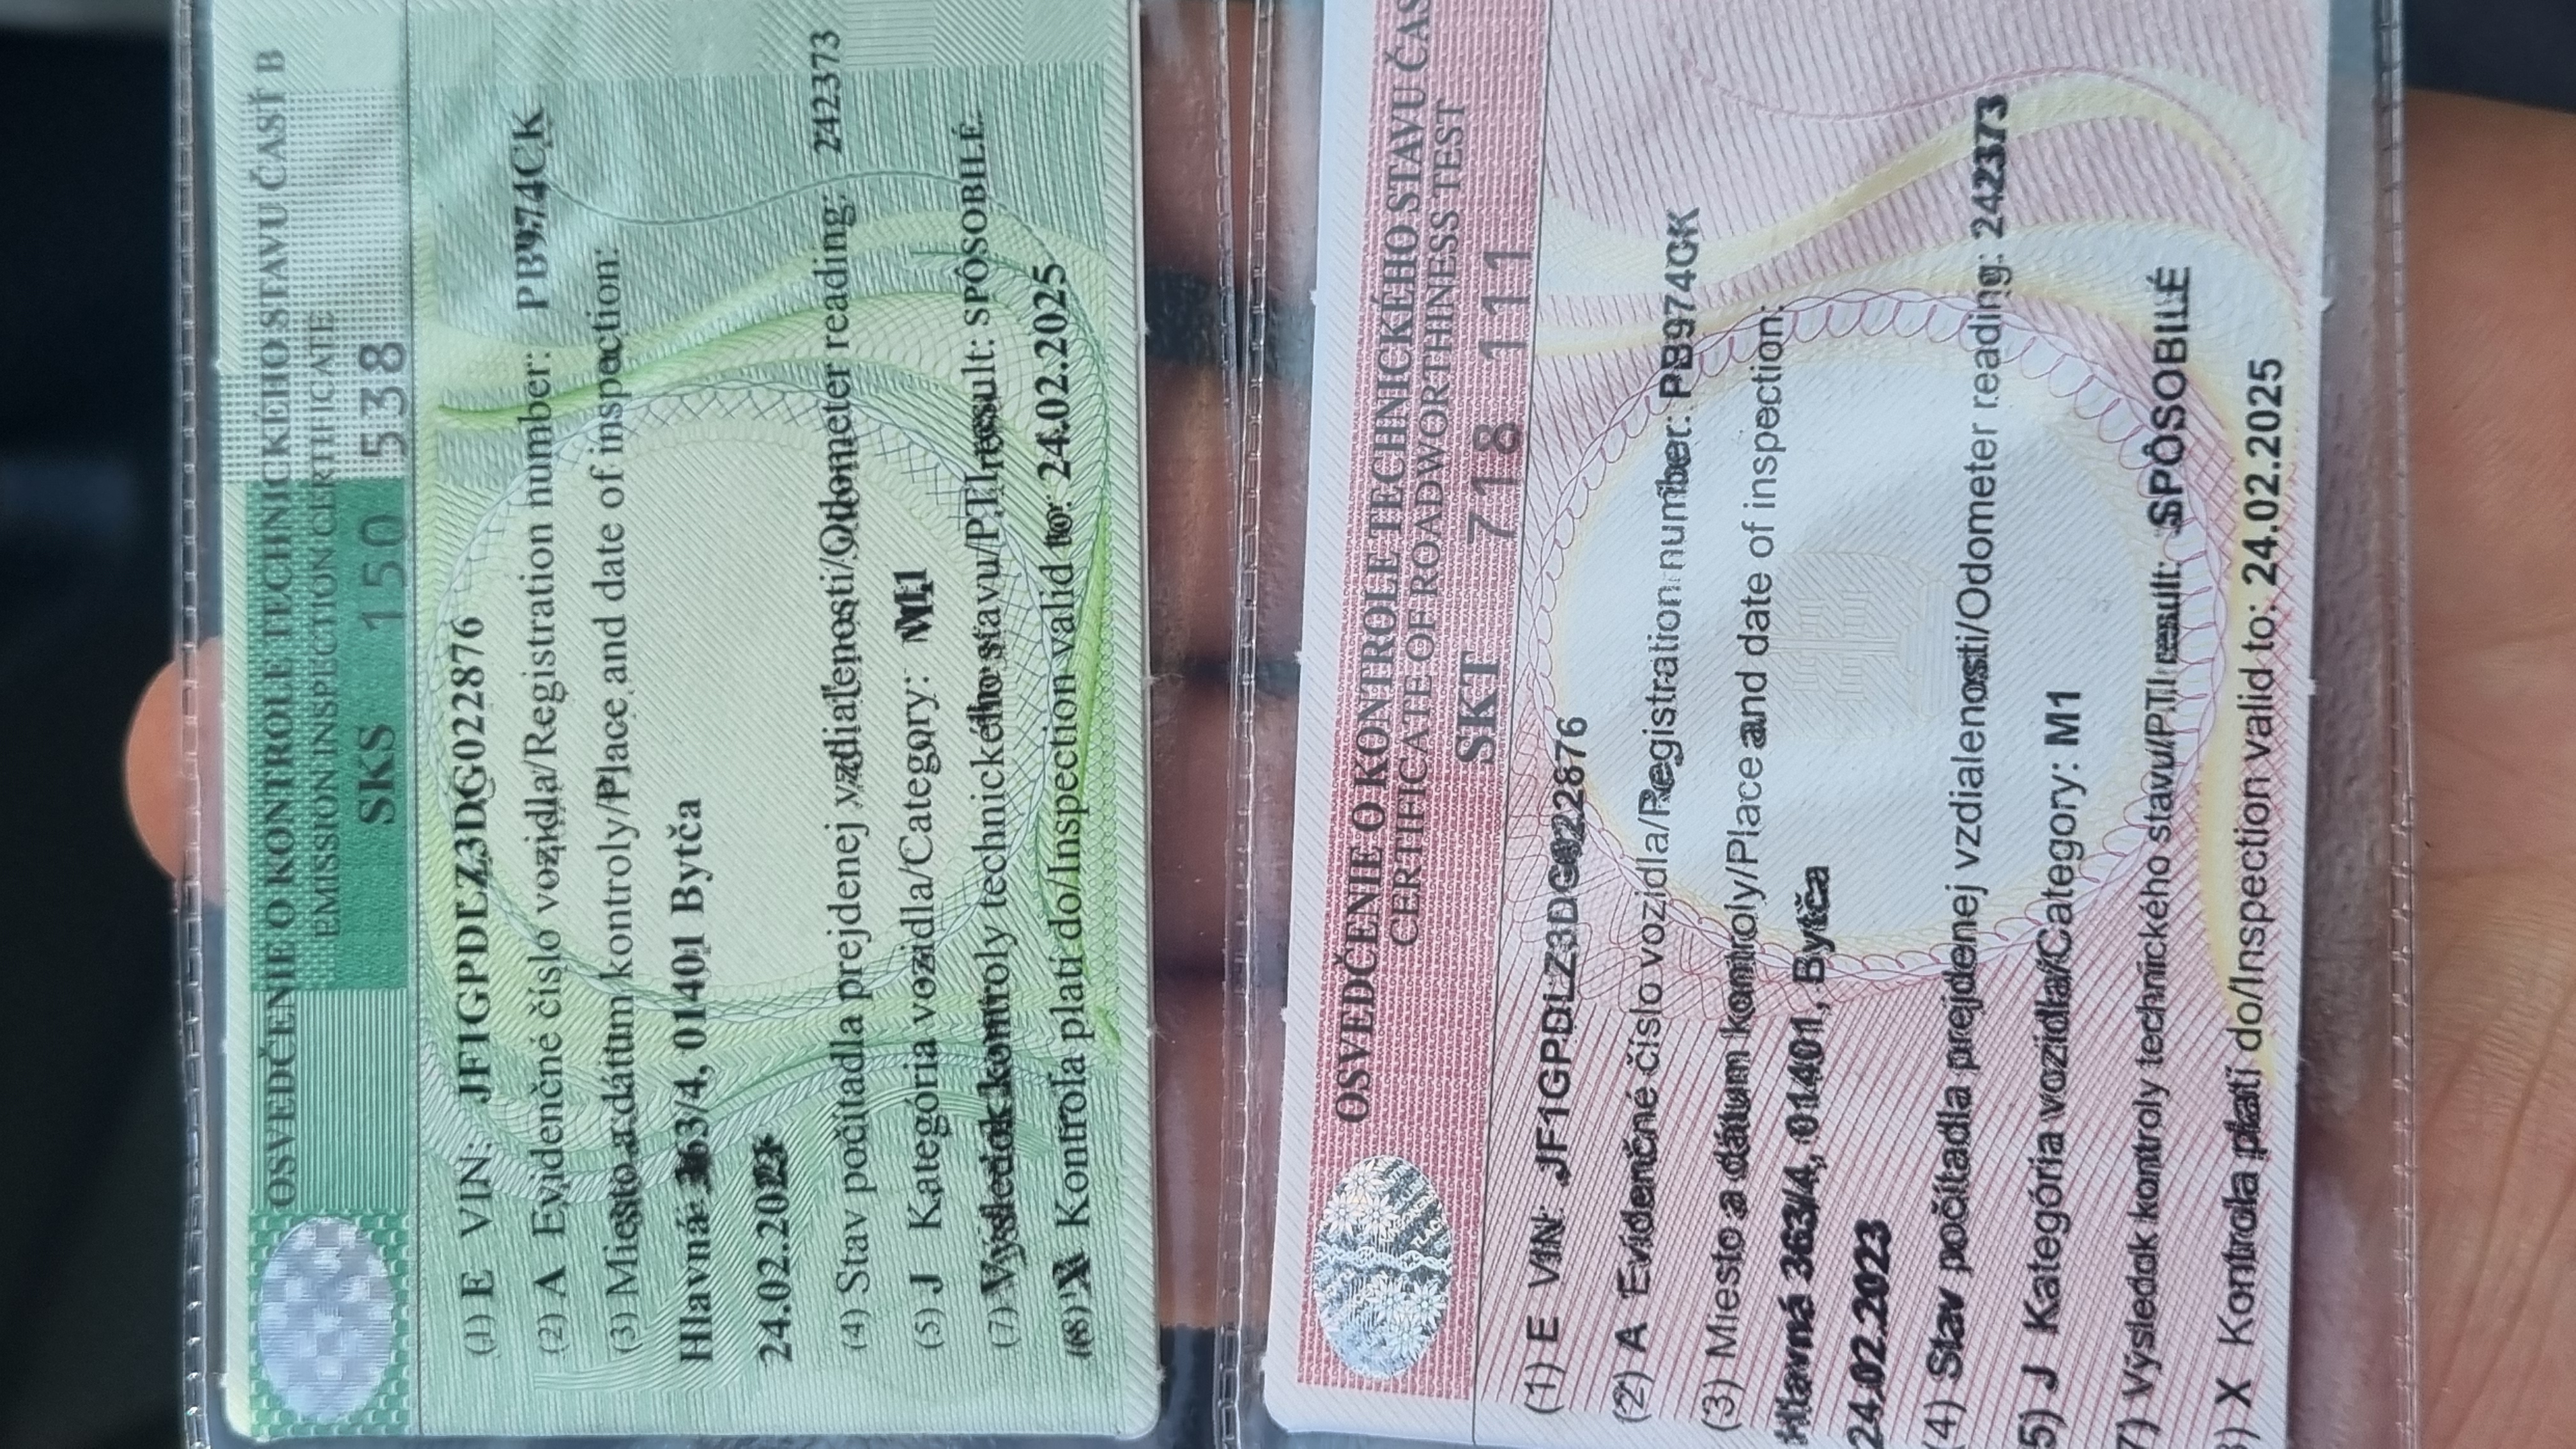 OSVEDČENIE O KONTROLE TECHNICKÉHO STAVU ČASŤ B
EMISSION INSPECTION CERTIFICATE
SKS 150 538
(1) E VIN: JF1GPDLZ3DG022876
(2) A Evidenčné číslo vozidla/Registration number: PB974CK
(3) Miesto a dátum kontroly/Place and date of inspection:
Hlavná 363/4, 01401 Bytča
24.02.2023
(4) Stav počítadla prejdenej vzdialenosti/Odometer reading: 242373
(5) J Kategória vozidla/Category: M1
(7) Výsledok kontroly technického stavu/PTI result: SPÔSOBILÉ
(8) X Kontrola platí do/Inspection valid to: 24.02.2025
OSVEDČENIE O KONTROLE TECHNICKÉHO STAVU
CERTIFICATE OF ROADWORTHINESS TEST
SKT 718 111
(1) E VIN: JF1GPDLZ3DG022876
(2) A Evidenčné číslo vozidla/Registration number: PB974CK
(3) Miesto a dátum kontroly/Place and date of inspection:
Hlavná 363/4, 01401, Bytča
24.02.2023
(4) Stav počítadla prejdenej vzdialenosti/Odometer reading: 242373
5) J Kategória vozidla/Category: M1
7) Výsledok kontroly technického stavu/PTI result: SPÔSOBILÉ
8) X Kontrola platí do/Inspection valid to: 24.02.2025